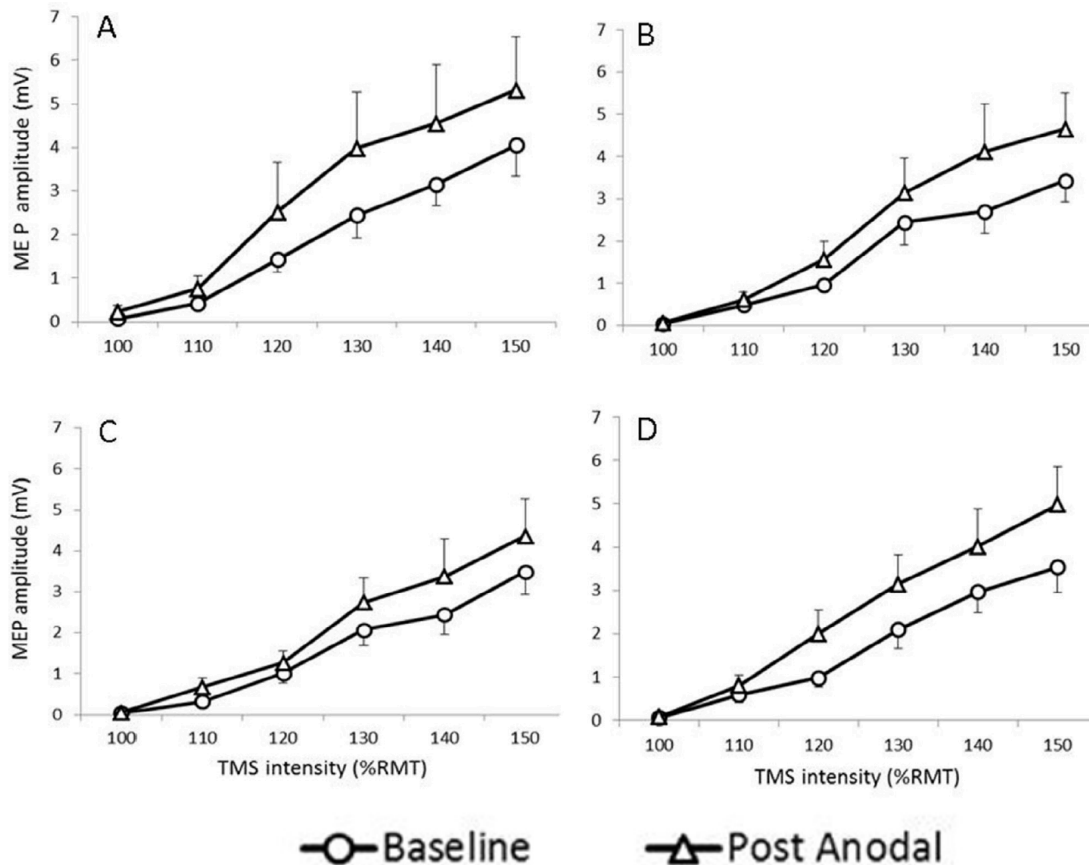 A
ME P amplitude (mV)
7
6
5
4
3
2
1
0
100 110 120 130 140 150
B
7
6
5
4
3
2
1
0
100 110 120 130 140 150
C
MEP amplitude (mV)
7
6
5
4
3
2
1
0
100 110 120 130 140 150
TMS intensity (%RMT)
D
7
6
5
4
3
2
1
0
100 110 120 130 140 150
TMS intensity (%RMT)
Baseline Post Anodal